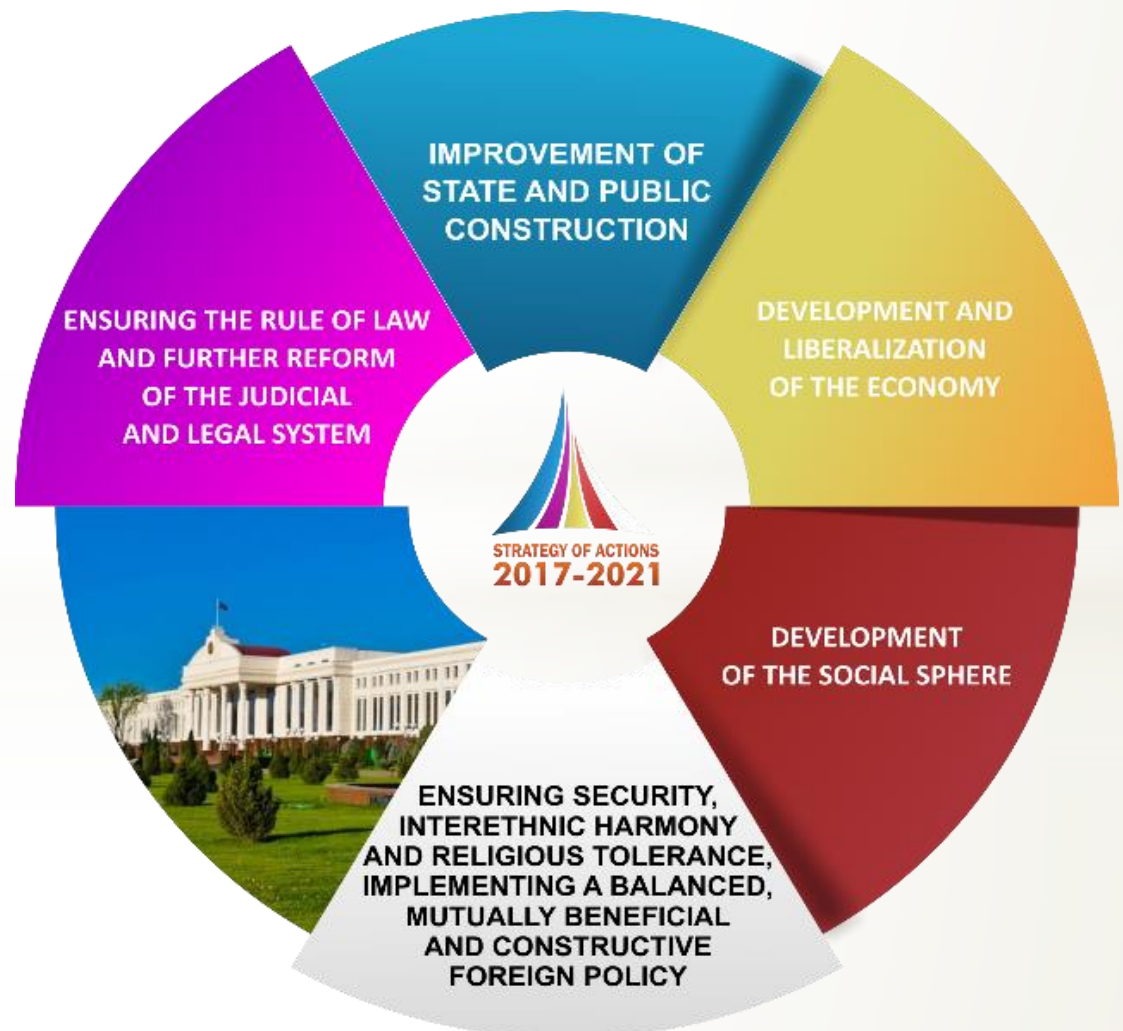 IMPROVEMENT OF
STATE AND PUBLIC
CONSTRUCTION
ENSURING THE RULE OF LAW
AND FURTHER REFORM
OF THE JUDICIAL
AND LEGAL SYSTEM
DEVELOPMENT AND
LIBERALIZATION
OF THE ECONOMY
STRATEGY OF ACTIONS
2017-2021
DEVELOPMENT
OF THE SOCIAL SPHERE
ENSURING SECURITY,
INTERETHNIC HARMONY
AND RELIGIOUS TOLERANCE,
IMPLEMENTING A BALANCED,
MUTUALLY BENEFICIAL
AND CONSTRUCTIVE
FOREIGN POLICY